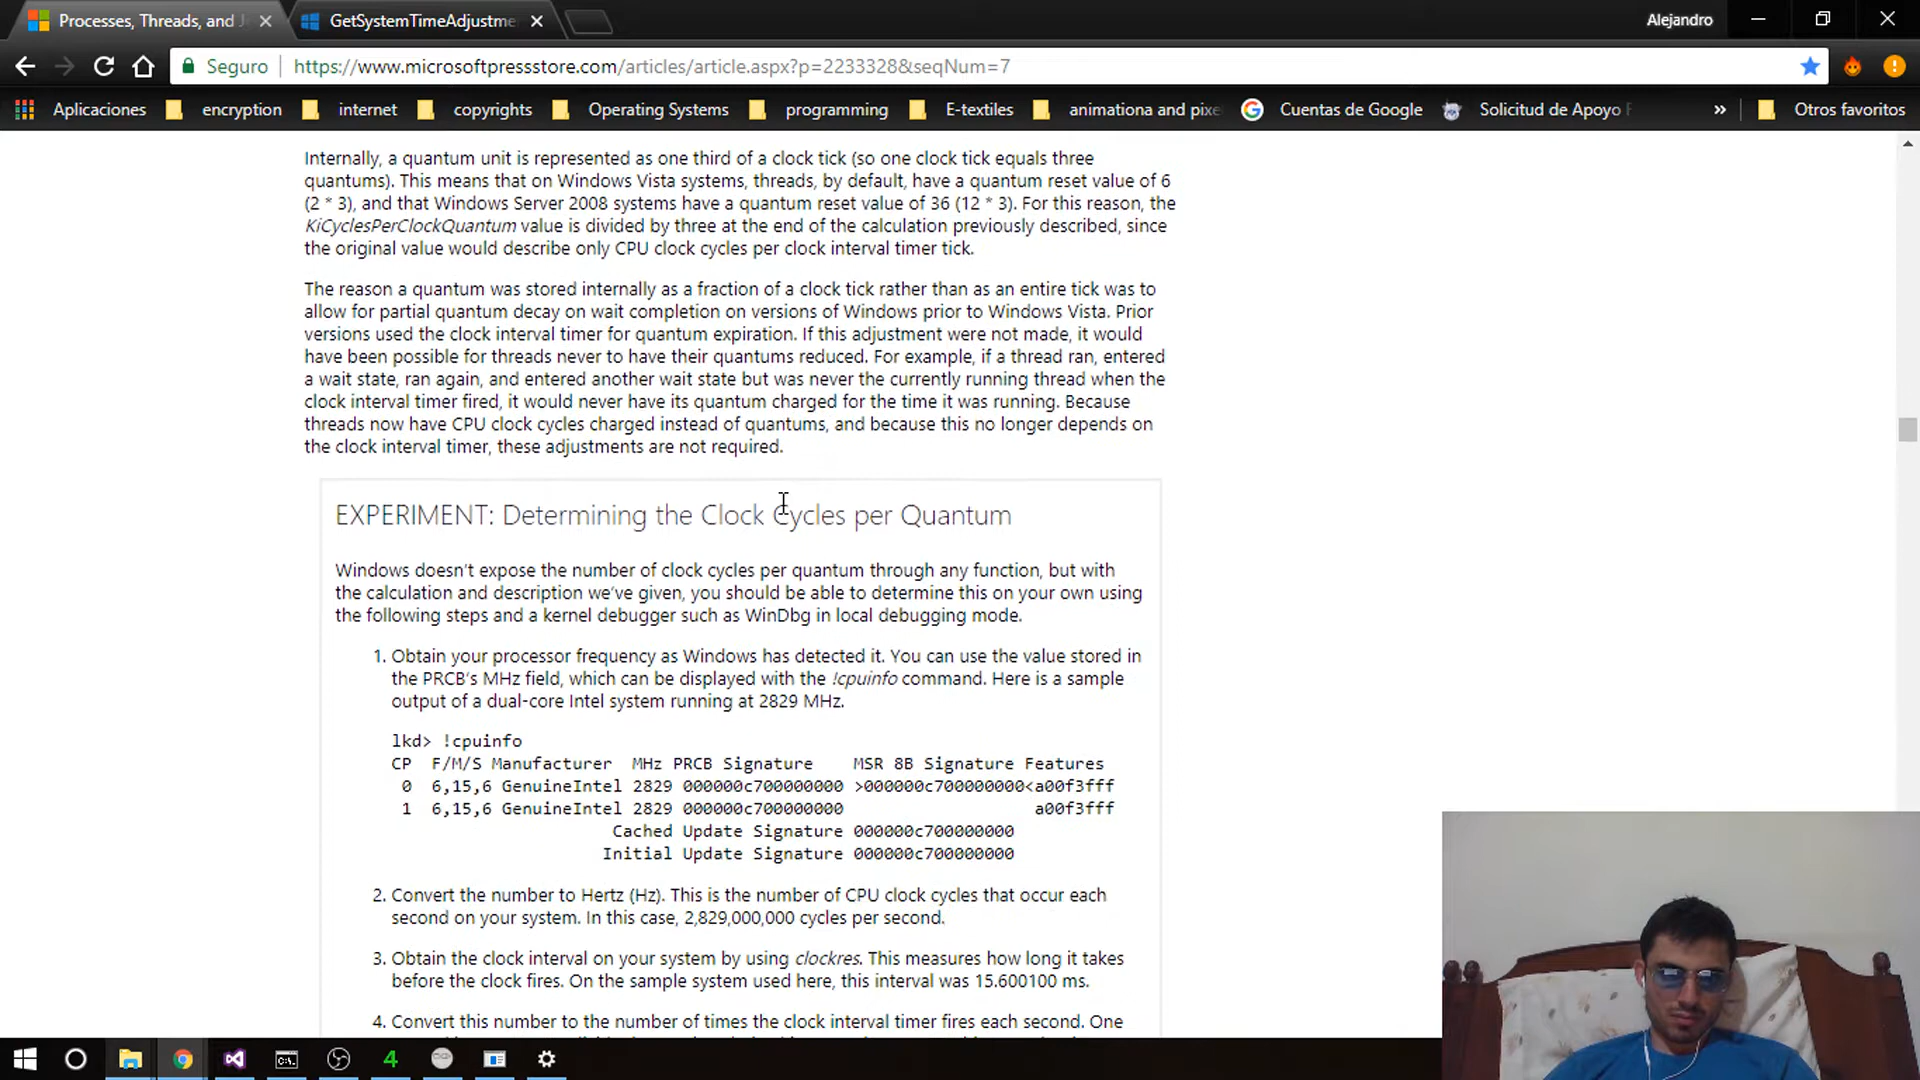 Processes, Threads, and J
GetSystemTimeAdjustme
Alejandro
Seguro
https://www.microsoftpressstore.com/articles/article.aspx?p=2233328&seqNum=7
Aplicaciones
encryption
internet
copyrights
Operating Systems
programming
E-textiles
animationa and pixe
Cuentas de Google
Solicitud de Apoyo
»
Otros favoritos
Internally, a quantum unit is represented as one third of a clock tick (so one clock tick equals three
quantums). This means that on Windows Vista systems, threads, by default, have a quantum reset value of 6
(2 * 3), and that Windows Server 2008 systems have a quantum reset value of 36 (12 * 3). For this reason, the
KiCyclesPerClockQuantum value is divided by three at the end of the calculation previously described, since
the original value would describe only CPU clock cycles per clock interval timer tick.
The reason a quantum was stored internally as a fraction of a clock tick rather than as an entire tick was to
allow for partial quantum decay on wait completion on versions of Windows prior to Windows Vista. Prior
versions used the clock interval timer for quantum expiration. If this adjustment were not made, it would
have been possible for threads never to have their quantums reduced. For example, if a thread ran, entered
a wait state, ran again, and entered another wait state but was never the currently running thread when the
clock interval timer fired, it would never have its quantum charged for the time it was running. Because
threads now have CPU clock cycles charged instead of quantums, and because this no longer depends on
the clock interval timer, these adjustments are not required.
EXPERIMENT: Determining the Clock Cycles per Quantum
Windows doesn't expose the number of clock cycles per quantum through any function, but with
the calculation and description we've given, you should be able to determine this on your own using
the following steps and a kernel debugger such as WinDbg in local debugging mode.
1. Obtain your processor frequency as Windows has detected it. You can use the value stored in
the PRCB's MHz field, which can be displayed with the !cpuinfo command. Here is a sample
output of a dual-core Intel system running at 2829 MHz.
lkd> !cpuinfo
CP F/M/S Manufacturer MHz PRCB Signature MSR 8B Signature Features
0 6,15,6 GenuineIntel 2829 000000c700000000 >000000c700000000<a00f3fff
1 6,15,6 GenuineIntel 2829 000000c700000000 a00f3fff
Cached Update Signature 000000c700000000
Initial Update Signature 000000c700000000
2. Convert the number to Hertz (Hz). This is the number of CPU clock cycles that occur each
second on your system. In this case, 2,829,000,000 cycles per second.
3. Obtain the clock interval on your system by using clockres. This measures how long it takes
before the clock fires. On the sample system used here, this interval was 15.600100 ms.
4. Convert this number to the number of times the clock interval timer fires each second. One
4